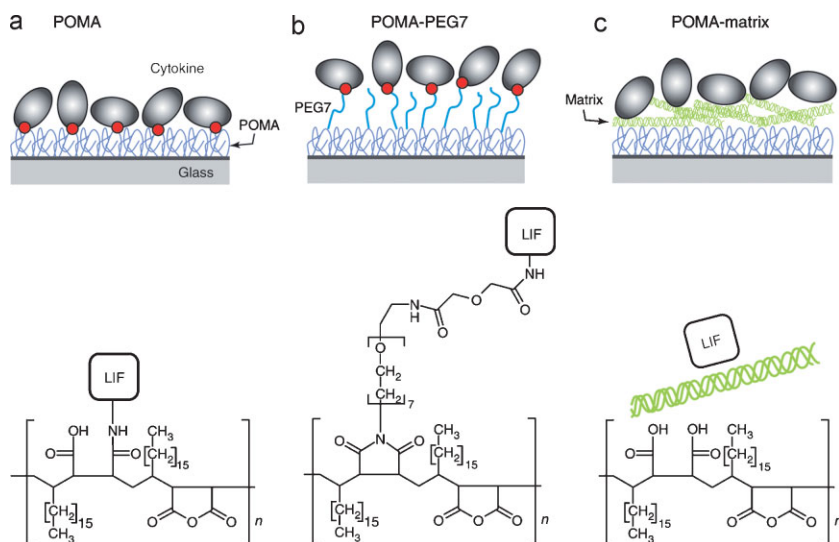 a POMA
b POMA-PEG7
c POMA-matrix
Cytokine
POMA
Glass
PEG7
Matrix
LIF
OH
O
NH
O
CH3
[CH2]15
[CH2]15
CH3
O O O
n
LIF
NH
O
O
N
H
O
O
CH2
CH2
7
O N O
CH3
[CH2]15
[CH2]15
CH3
O O O
n
LIF
OH OH
O O
CH3
[CH2]15
[CH2]15
CH3
O O O
n